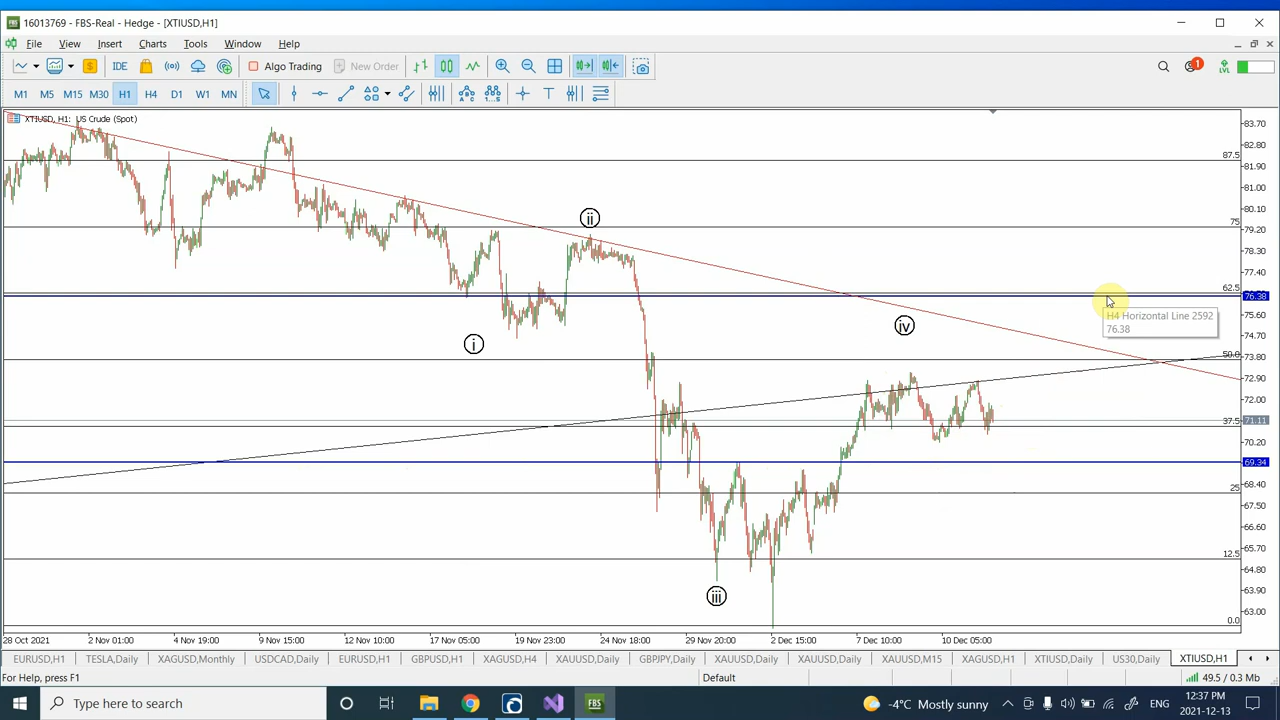 16013769 - FBS-Real - Hedge - [XTIUSD,H1]
File View Insert Charts Tools Window Help
IDE Algo Trading New Order 1 LVL
M1 M5 M15 M30 H1 H4 D1 W1 MN
XTIUSD, H1: US Crude (Spot)
83.70
82.80
87.5
81.90
81.00
80.10
ii
75
79.20
78.30
77.40
62.5
76.38
H4 Horizontal Line 2592
76.38
75.60
iv
74.70
i
50.0
73.80
72.90
72.00
71.11
37.5
70.20
69.34
68.40
25
67.50
66.60
65.70
12.5
64.80
63.90
iii
63.00
0.0
28 Oct 2021 2 Nov 01:00 4 Nov 19:00 9 Nov 15:00 12 Nov 10:00 17 Nov 05:00 19 Nov 23:00 24 Nov 18:00 29 Nov 20:00 2 Dec 15:00 7 Dec 10:00 10 Dec 05:00
EURUSD,H1 TESLA,Daily XAGUSD,Monthly USDCAD,Daily EURUSD,H1 GBPUSD,H1 XAGUSD,H4 XAUUSD,Daily GBPJPY,Daily XAUUSD,Daily XAUUSD,Daily XAUUSD,M15 XAGUSD,H1 XTIUSD,Daily US30,Daily XTIUSD,H1
For Help, press F1 Default 49.5 / 0.3 Mb
Type here to search FBS -4°C Mostly sunny ENG 12:37 PM
2021-12-13